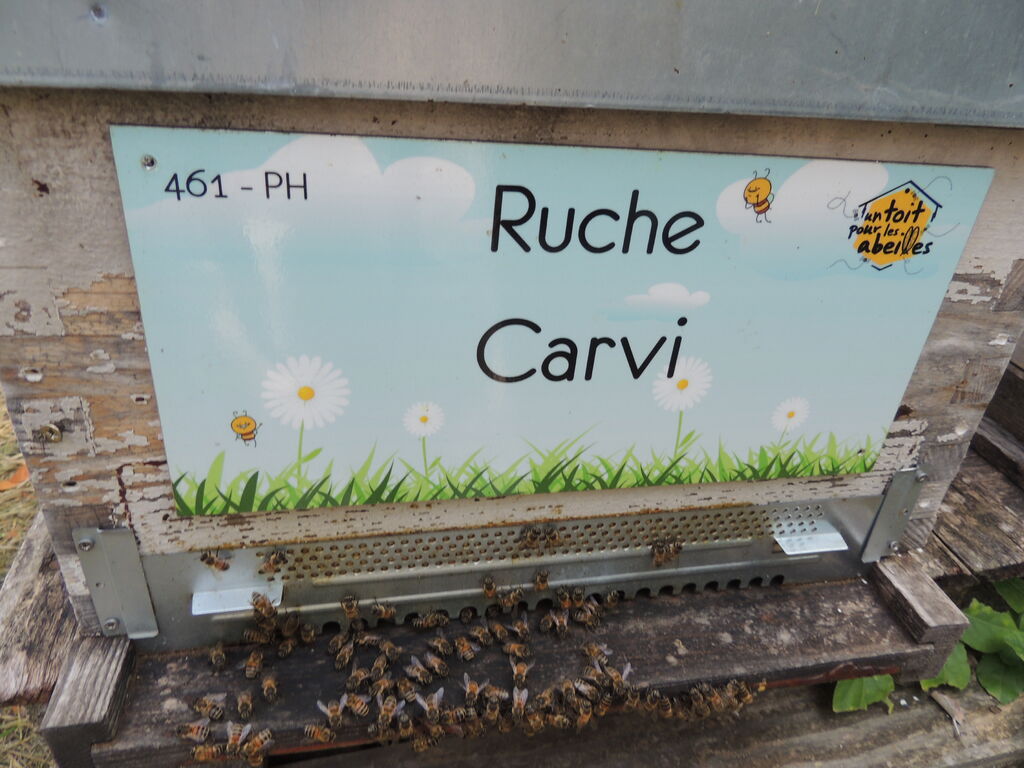 461 - PH
Ruche
Carvi
un toit
pour les
abeilles